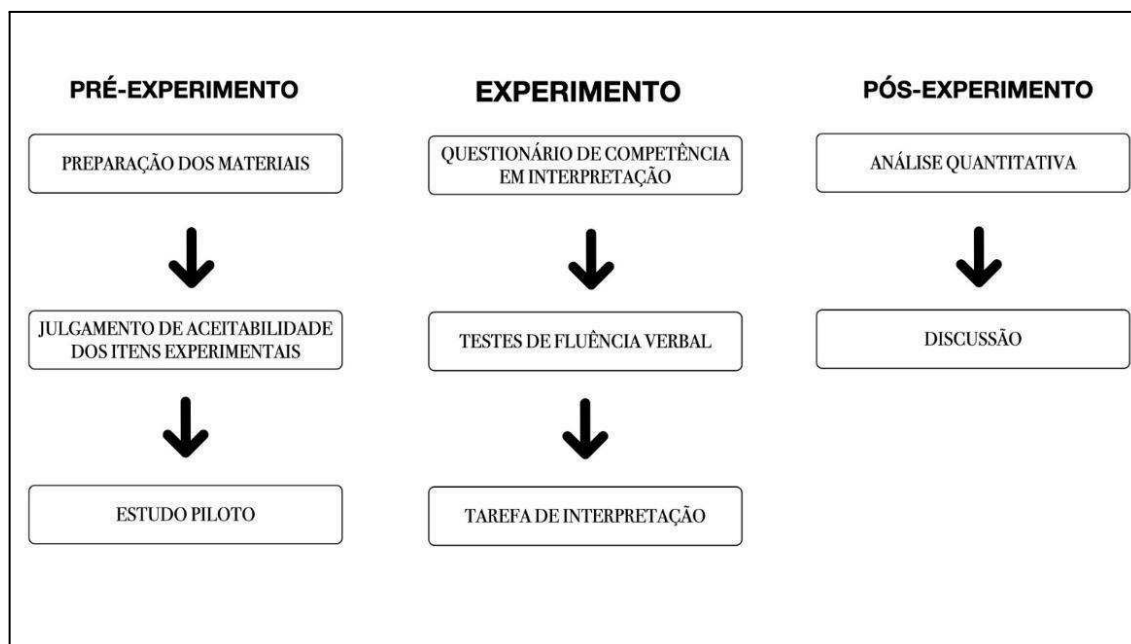 PRÉ-EXPERIMENTO
PREPARAÇÃO DOS MATERIAIS
JULGAMENTO DE ACEITABILIDADE
DOS ITENS EXPERIMENTAIS
ESTUDO PILOTO
EXPERIMENTO
QUESTIONÁRIO DE COMPETÊNCIA
EM INTERPRETAÇÃO
TESTES DE FLUÊNCIA VERBAL
TAREFA DE INTERPRETAÇÃO
PÓS-EXPERIMENTO
ANÁLISE QUANTITATIVA
DISCUSSÃO